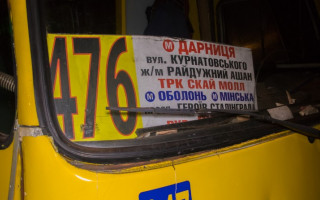 476
Ⓜ ДАРНИЦЯ
вул. КУРНАТОВСЬКОГО
ж/м РАЙДУЖНИЙ АШАН
ТРК СКАЙ МОЛЛ
Ⓜ ОБОЛОНЬ Ⓜ МІНСЬКА
ГЕРОЇВ СТАЛІНГРАДА